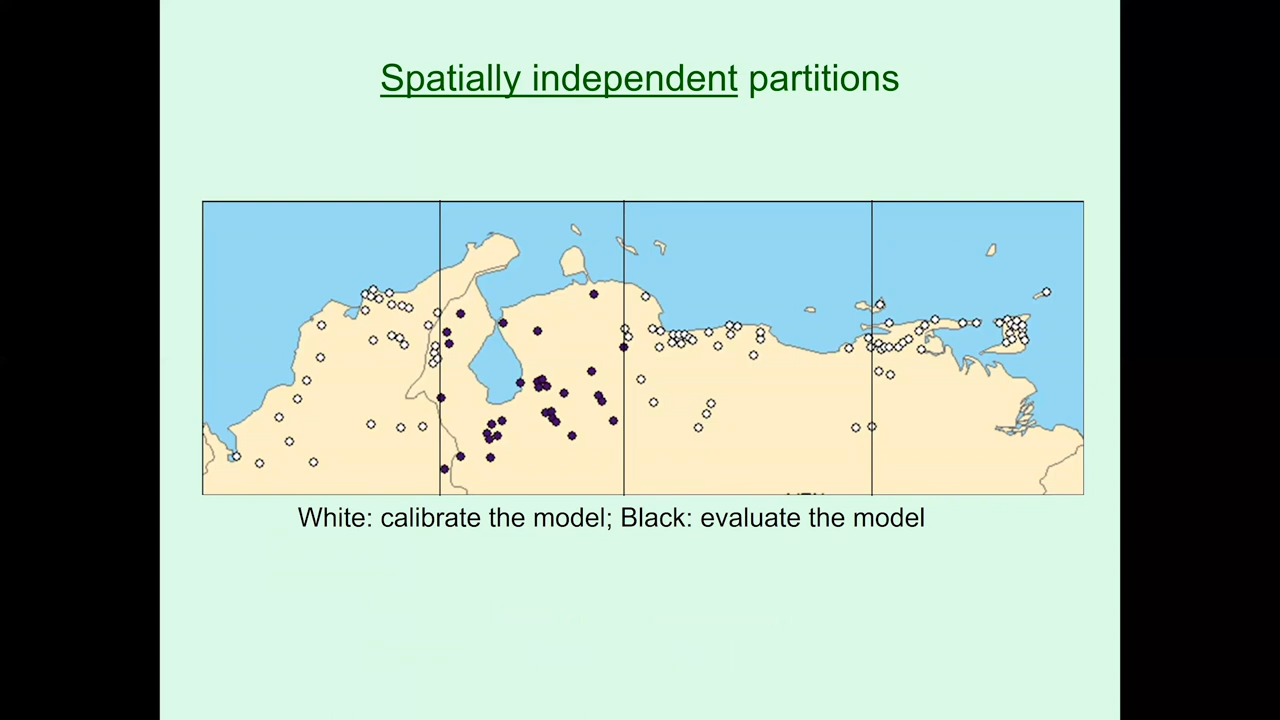 Spatially independent partitions
White: calibrate the model; Black: evaluate the model